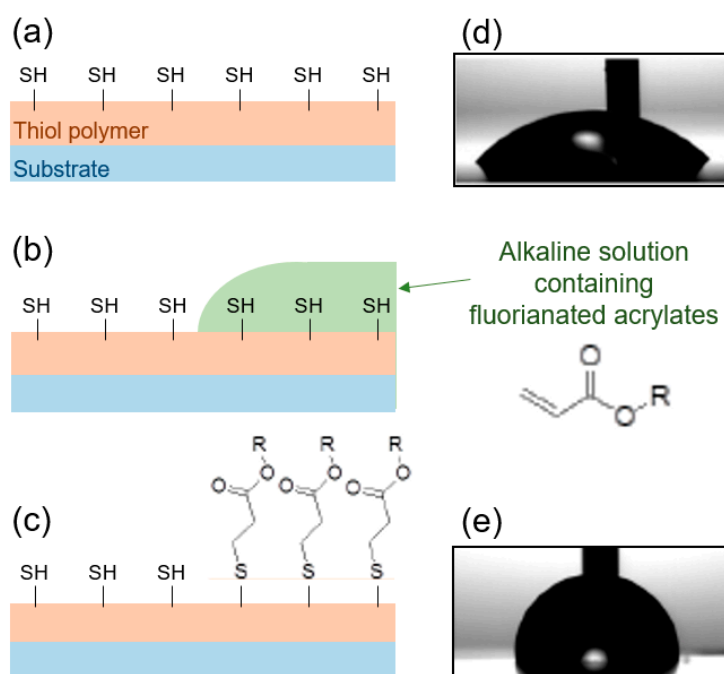 (a)
SH SH SH SH SH SH
Thiol polymer
Substrate
(d)
(b)
SH SH SH SH SH SH
Alkaline solution
containing
fluorianated acrylates
O
O
R
(c)
R R R
O O O
O O O
S S S
SH SH SH
(e)